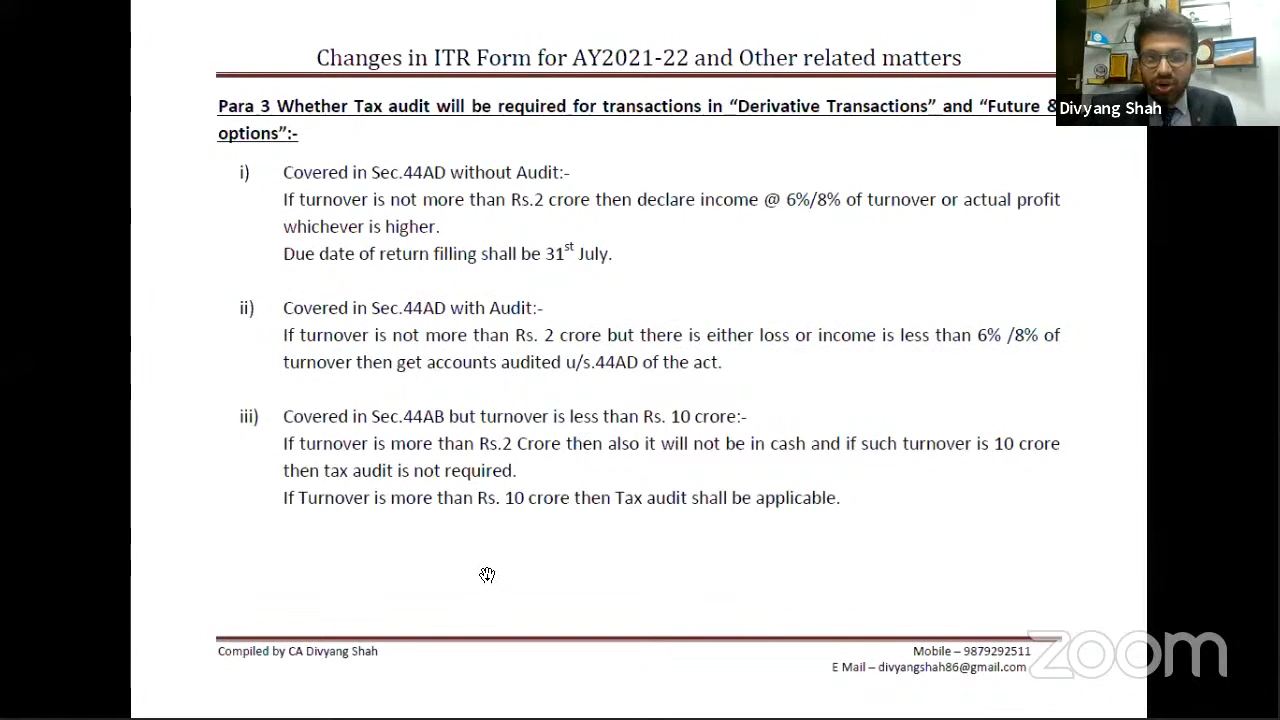 Changes in ITR Form for AY2021-22 and Other related matters
Para 3 Whether Tax audit will be required for transactions in “Derivative Transactions” and “Future &
options”:-
i) Covered in Sec.44AD without Audit:-
If turnover is not more than Rs.2 crore then declare income @ 6%/8% of turnover or actual profit
whichever is higher.
Due date of return filling shall be 31st July.
ii) Covered in Sec.44AD with Audit:-
If turnover is not more than Rs. 2 crore but there is either loss or income is less than 6% /8% of
turnover then get accounts audited u/s.44AD of the act.
iii) Covered in Sec.44AB but turnover is less than Rs. 10 crore:-
If turnover is more than Rs.2 Crore then also it will not be in cash and if such turnover is 10 crore
then tax audit is not required.
If Turnover is more than Rs. 10 crore then Tax audit shall be applicable.
Compiled by CA Divyang Shah
Mobile – 9879292511
E Mail – divyangshah86@gmail.com
Divyang Shah
zoom